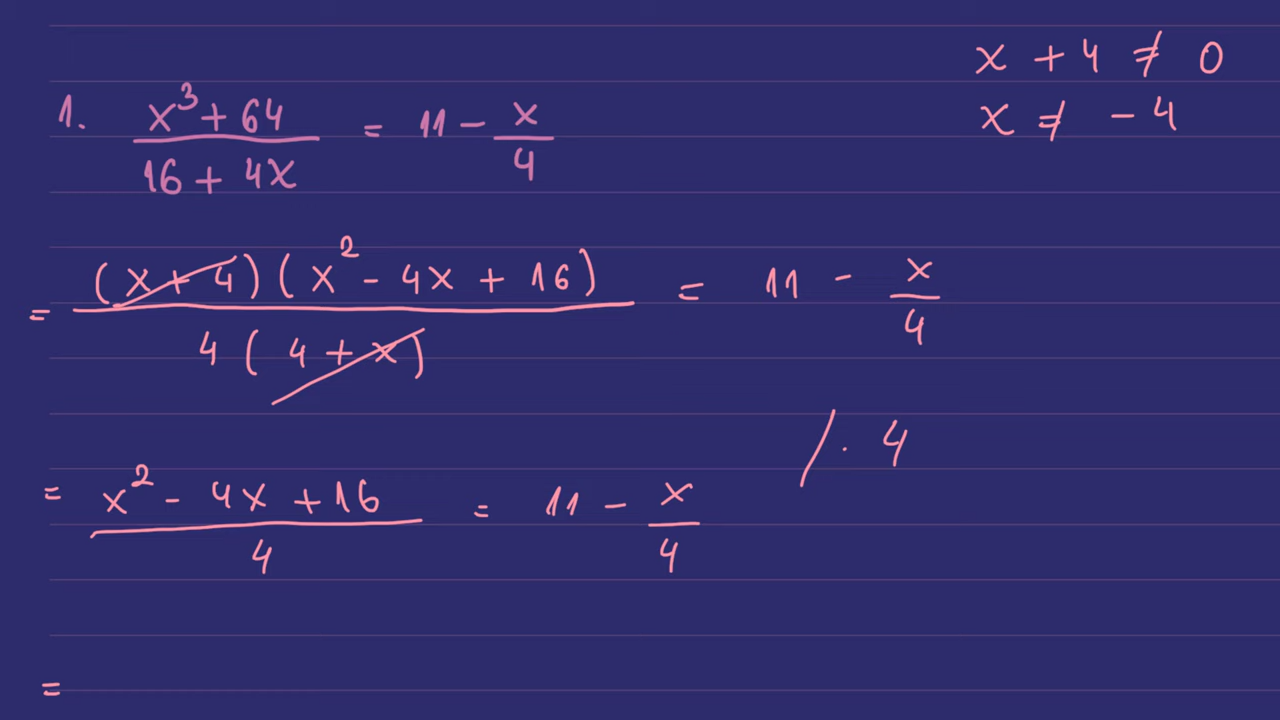 x + 4 ≠ 0
x ≠ - 4
1. (x³ + 64)/(16 + 4x) = 11 - x/4
= ((x + 4)(x² - 4x + 16))/(4(4 + x)) = 11 - x/4
/ · 4
= (x² - 4x + 16)/4 = 11 - x/4
=